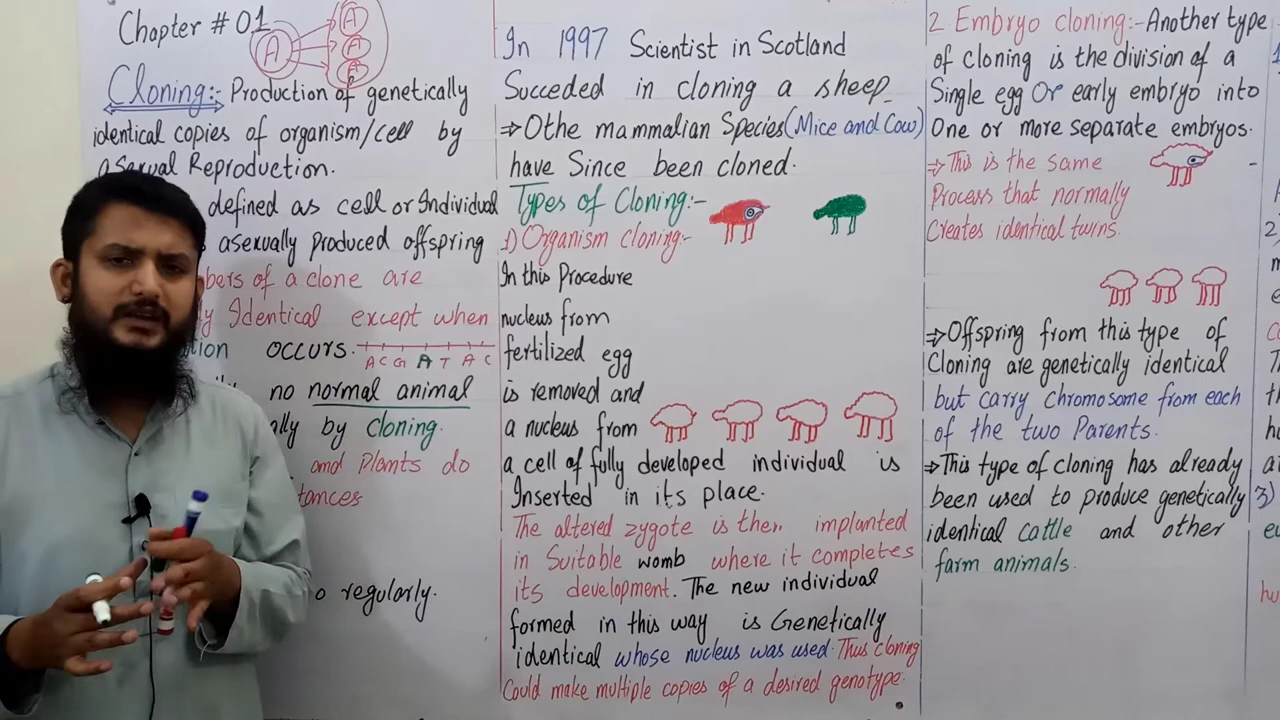 Chapter # 01
A
A
A
A
Cloning:- Production of genetically
identical copies of organism/cell by
asexual Reproduction.
defined as cell or Individual
asexually produced offspring
bers of a clone are
Identical except when
OCCURS.
A C G A T A C
no normal animal
ally by cloning.
and Plants do
tances
regularly.
In 1997 Scientist in Scotland
Succeded in cloning a sheep
⇒Othe mammalian Species(Mice and Cow)
have Since been cloned.
Types of Cloning:-
1) Organism cloning:-
In this Procedure
nucleus from
fertilized egg
is removed and
a nucleus from
a cell of fully developed individual is
Inserted in its place.
The altered zygote is then implanted
in Suitable womb where it completes
its development. The new individual
formed in this way is Genetically
identical whose nucleus was used. Thus cloning
Could make multiple copies of a desired genotype.
2. Embryo cloning:- Another type
of cloning is the division of a
Single egg Or early embryo into
One or more separate embryos.
⇒This is the same
Process that normally
Creates identical twins.
⇒Offspring from this type of
Cloning are genetically identical
but carry chromosome from each
of the two Parents.
⇒This type of cloning has already
been used to produce genetically
identical cattle and other
farm animals.
2
3)
hu